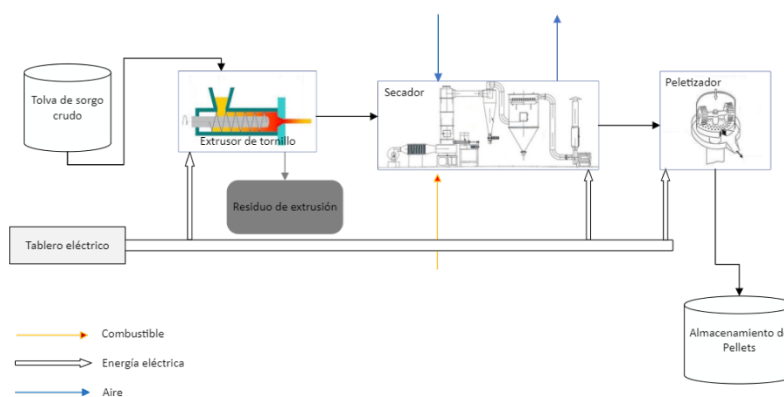 Tolva de sorgo
crudo
Extrusor de tornillo
Secador
Peletizador
Residuo de extrusión
Tablero eléctrico
Almacenamiento de
Pellets
Combustible
Energía eléctrica
Aire